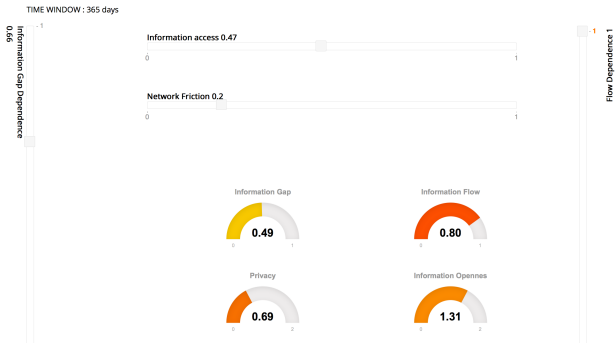 TIME WINDOW : 365 days
- 1
Information Gap Dependence
0.66
Information access 0.47
0 1
Network Friction 0.2
0 1
- 1
Flow Dependence 1
Information Gap
0.49
0 1
Information Flow
0.80
0 1
Privacy
0.69
0 2
Information Opennes
1.31
0 2